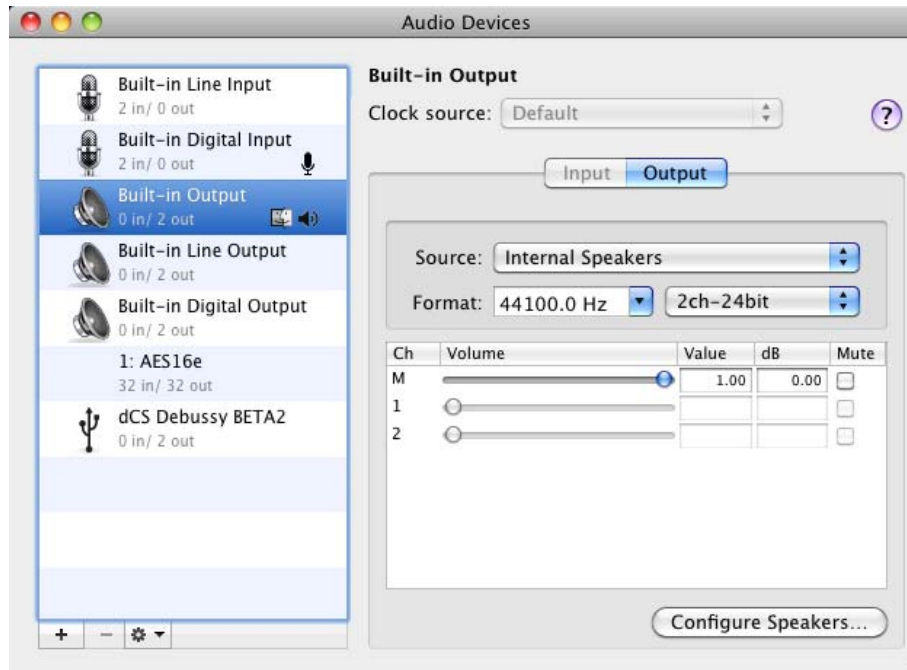 Audio Devices
Built-in Line Input
2 in/ 0 out
Built-in Digital Input
2 in/ 0 out
Built-in Output
0 in/ 2 out
Built-in Line Output
0 in/ 2 out
Built-in Digital Output
0 in/ 2 out
1: AES16e
32 in/ 32 out
dCS Debussy BETA2
0 in/ 2 out
+ −
Built-in Output
Clock source: Default
?
Input Output
Source: Internal Speakers
Format: 44100.0 Hz 2ch-24bit
Ch Volume Value dB Mute
M 1.00 0.00
1
2
Configure Speakers...